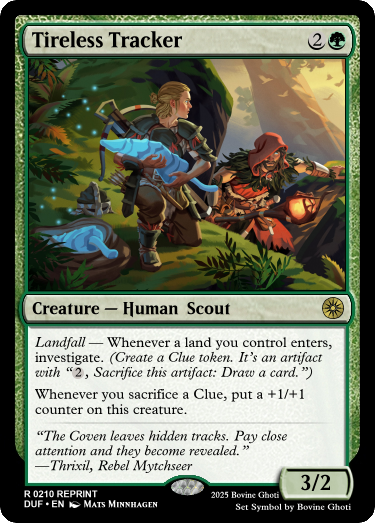 Tireless Tracker 2
Creature — Human Scout
Landfall — Whenever a land you control enters,
investigate. (Create a Clue token. It's an artifact
with “2, Sacrifice this artifact: Draw a card.”)
Whenever you sacrifice a Clue, put a +1/+1
counter on this creature.
“The Coven leaves hidden tracks. Pay close
attention and they become revealed.”
—Thrixil, Rebel Mytchseer
3/2
R 0210 REPRINT
DUF • EN Mats Minnhagen
2025 Bovine Ghoti
Set Symbol by Bovine Ghoti